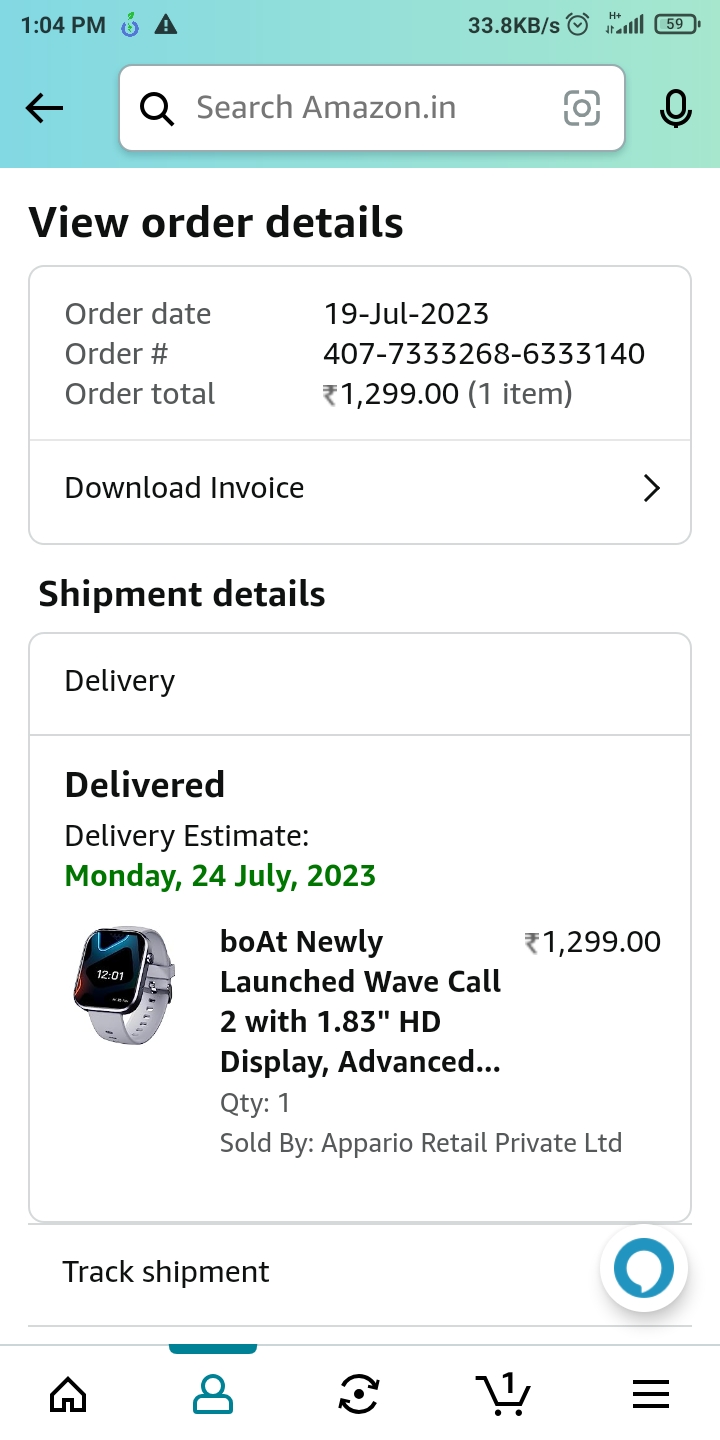 1:04 PM 33.8KB/s H+ 59
Search Amazon.in
View order details
Order date 19-Jul-2023
Order # 407-7333268-6333140
Order total ₹1,299.00 (1 item)
Download Invoice
Shipment details
Delivery
Delivered
Delivery Estimate:
Monday, 24 July, 2023
12:01
boAt Newly ₹1,299.00
Launched Wave Call
2 with 1.83" HD
Display, Advanced...
Qty: 1
Sold By: Appario Retail Private Ltd
Track shipment
1